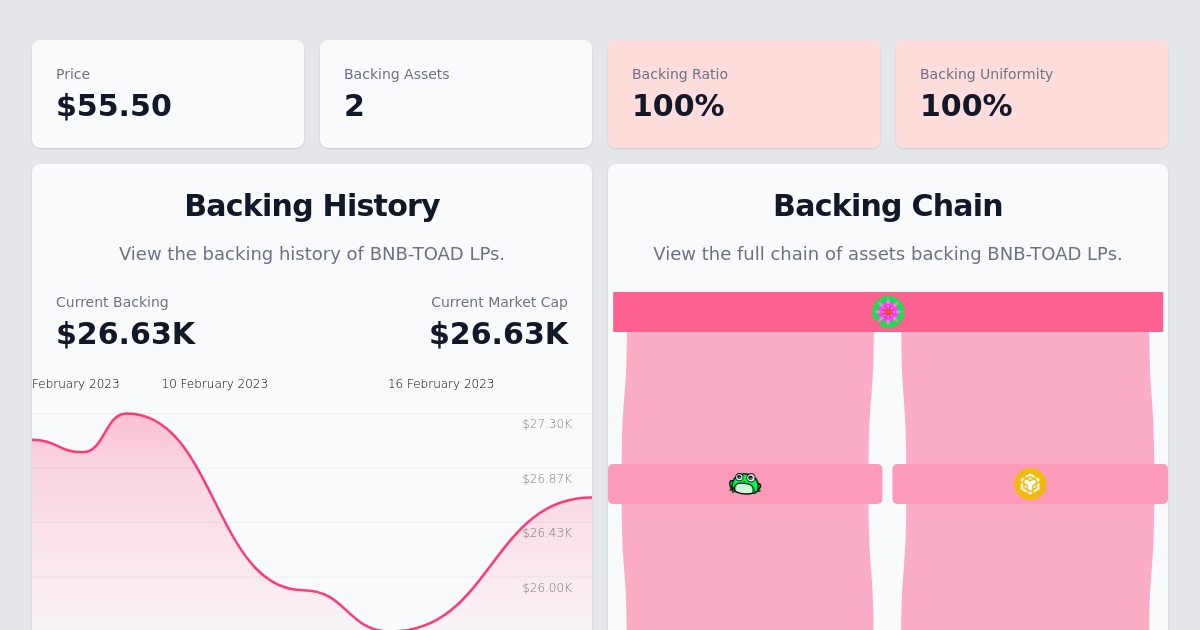 Price
$55.50
Backing Assets
2
Backing Ratio
100%
Backing Uniformity
100%
Backing History
View the backing history of BNB-TOAD LPs.
Current Backing
$26.63K
Current Market Cap
$26.63K
February 2023
10 February 2023
16 February 2023
$27.30K
$26.87K
$26.43K
$26.00K
Backing Chain
View the full chain of assets backing BNB-TOAD LPs.